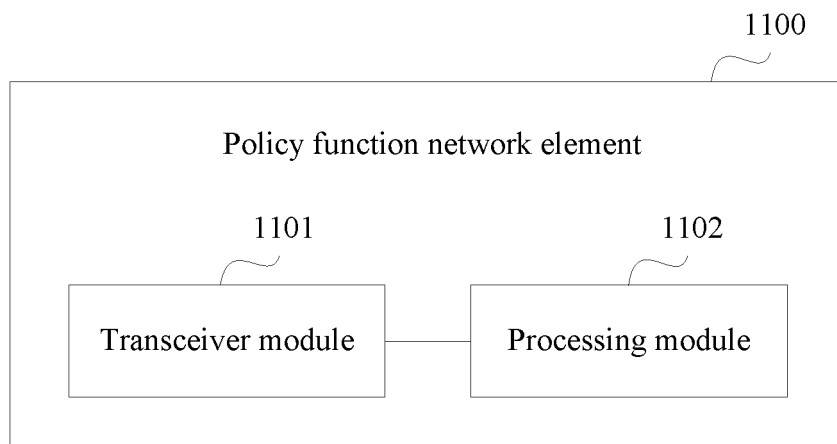 1100
Policy function network element
1101
1102
Transceiver module
Processing module